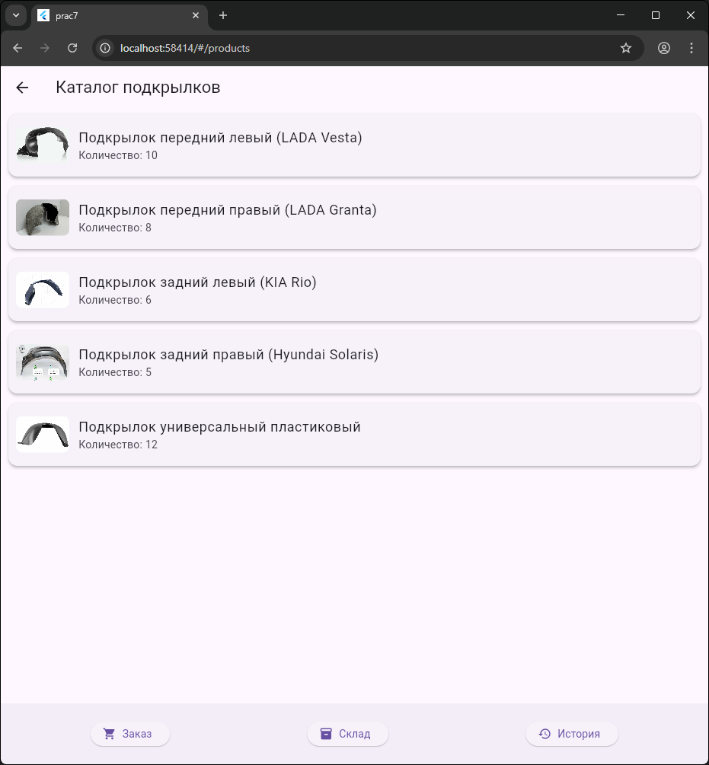 prac7
localhost:58414/#/products
Каталог подкрылков
Подкрылок передний левый (LADA Vesta)
Количество: 10
Подкрылок передний правый (LADA Granta)
Количество: 8
Подкрылок задний левый (KIA Rio)
Количество: 6
Подкрылок задний правый (Hyundai Solaris)
Количество: 5
Подкрылок универсальный пластиковый
Количество: 12
Заказ
Склад
История